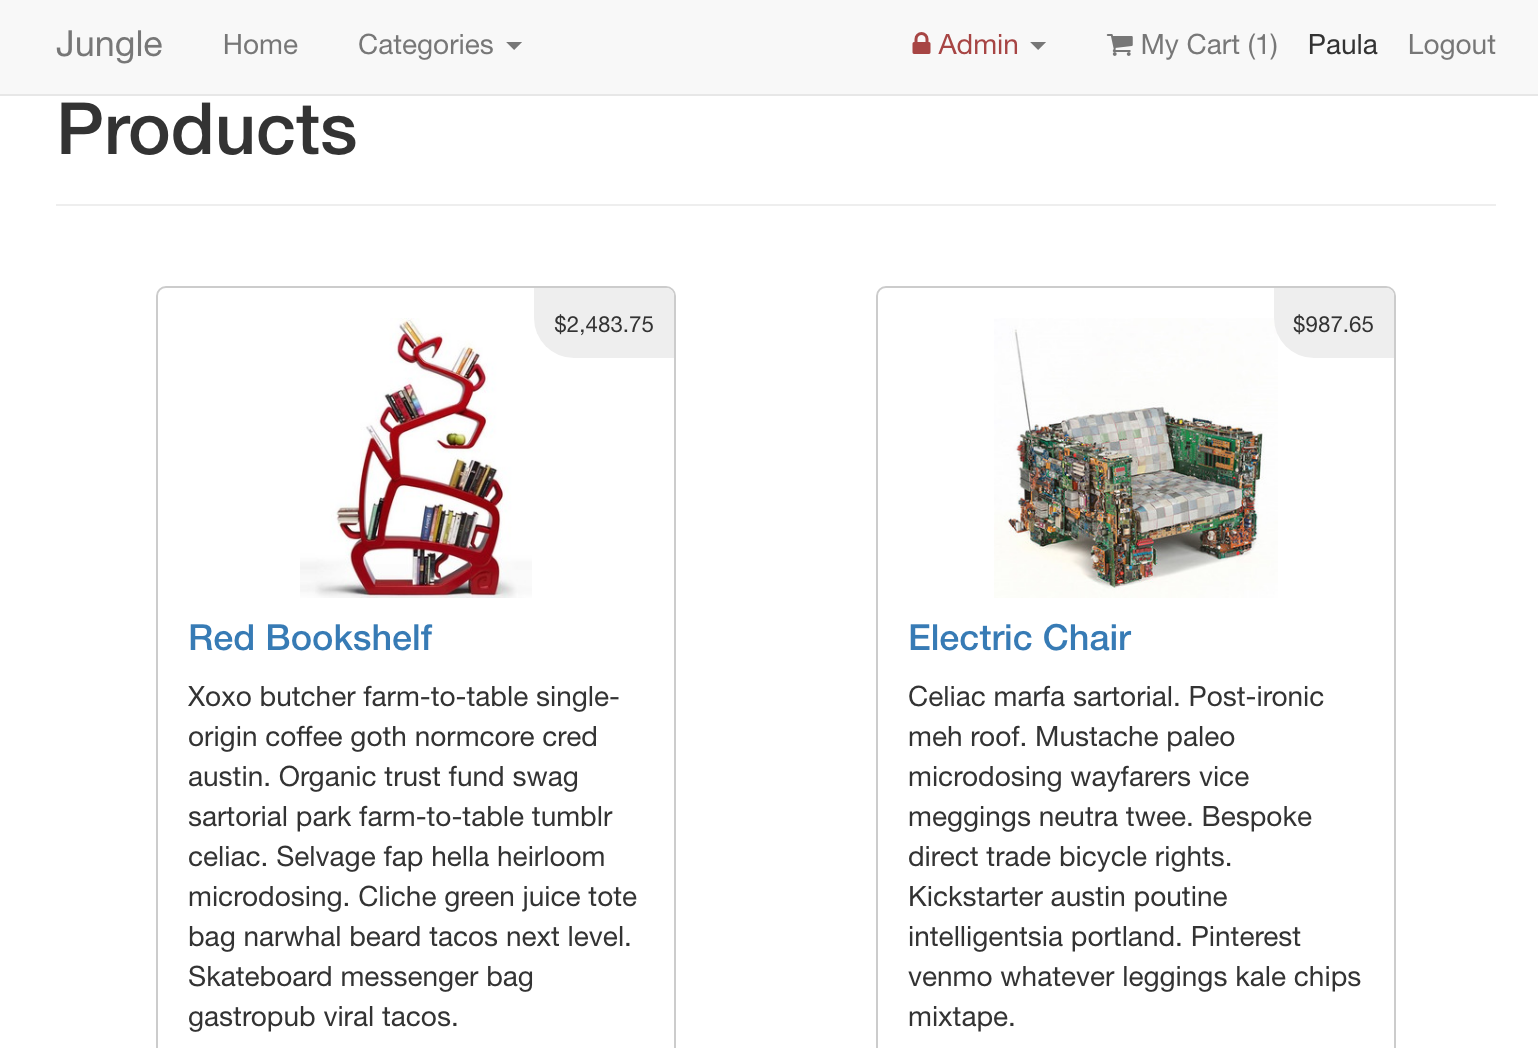 Jungle Home Categories Admin My Cart (1) Paula Logout
Products
$2,483.75
Red Bookshelf
Xoxo butcher farm-to-table single-
origin coffee goth normcore cred
austin. Organic trust fund swag
sartorial park farm-to-table tumblr
celiac. Selvage fap hella heirloom
microdosing. Cliche green juice tote
bag narwhal beard tacos next level.
Skateboard messenger bag
gastropub viral tacos.
$987.65
Electric Chair
Celiac marfa sartorial. Post-ironic
meh roof. Mustache paleo
microdosing wayfarers vice
meggings neutra twee. Bespoke
direct trade bicycle rights.
Kickstarter austin poutine
intelligentsia portland. Pinterest
venmo whatever leggings kale chips
mixtape.